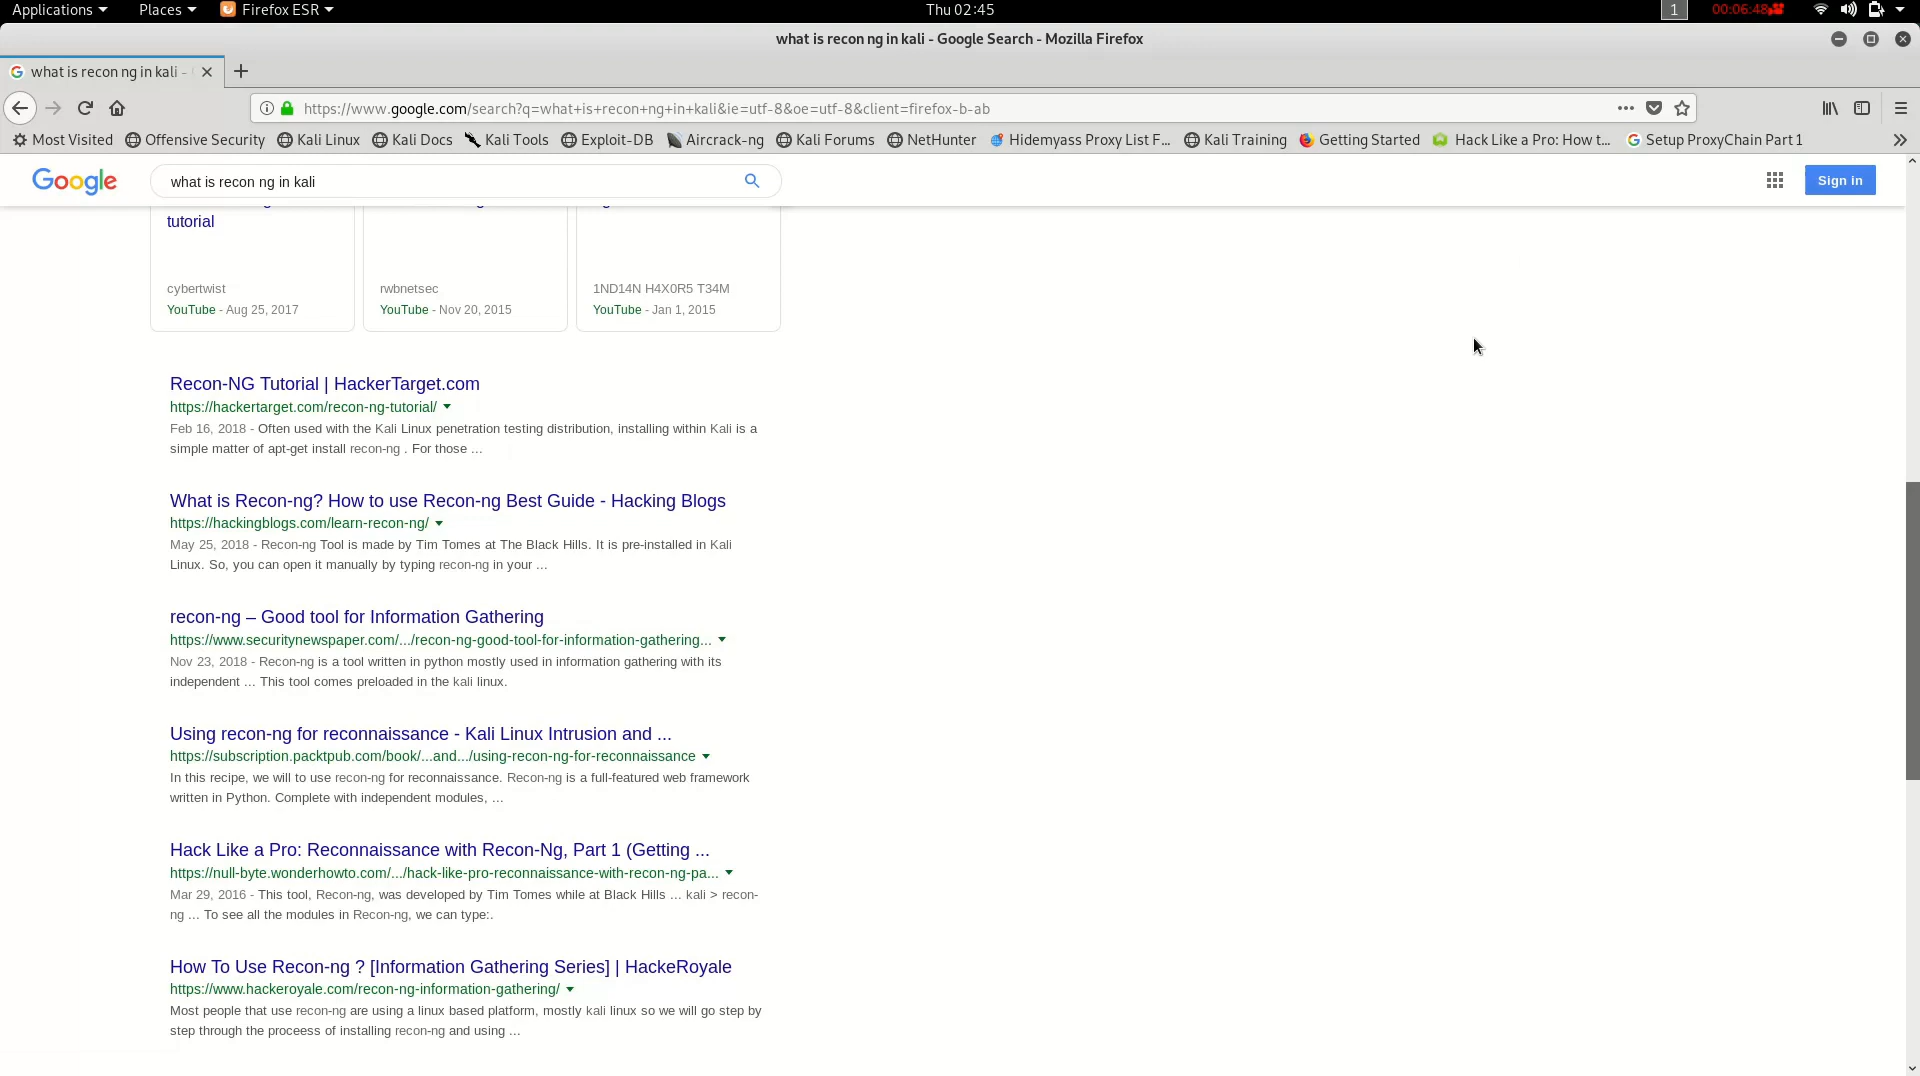 Applications Places Firefox ESR Thu 02:45 1 00:06:48
what is recon ng in kali - Google Search - Mozilla Firefox
what is recon ng in kali -
https://www.google.com/search?q=what+is+recon+ng+in+kali&ie=utf-8&oe=utf-8&client=firefox-b-ab
Most Visited Offensive Security Kali Linux Kali Docs Kali Tools Exploit-DB Aircrack-ng Kali Forums NetHunter Hidemyass Proxy List F... Kali Training Getting Started Hack Like a Pro: How t... Setup ProxyChain Part 1
Google what is recon ng in kali Sign in
tutorial
cybertwist rwbnetsec 1ND14N H4X0R5 T34M
YouTube - Aug 25, 2017 YouTube - Nov 20, 2015 YouTube - Jan 1, 2015
Recon-NG Tutorial | HackerTarget.com
https://hackertarget.com/recon-ng-tutorial/
Feb 16, 2018 - Often used with the Kali Linux penetration testing distribution, installing within Kali is a
simple matter of apt-get install recon-ng . For those ...
What is Recon-ng? How to use Recon-ng Best Guide - Hacking Blogs
https://hackingblogs.com/learn-recon-ng/
May 25, 2018 - Recon-ng Tool is made by Tim Tomes at The Black Hills. It is pre-installed in Kali
Linux. So, you can open it manually by typing recon-ng in your ...
recon-ng – Good tool for Information Gathering
https://www.securitynewspaper.com/.../recon-ng-good-tool-for-information-gathering...
Nov 23, 2018 - Recon-ng is a tool written in python mostly used in information gathering with its
independent ... This tool comes preloaded in the kali linux.
Using recon-ng for reconnaissance - Kali Linux Intrusion and ...
https://subscription.packtpub.com/book/...and.../using-recon-ng-for-reconnaissance
In this recipe, we will to use recon-ng for reconnaissance. Recon-ng is a full-featured web framework
written in Python. Complete with independent modules, ...
Hack Like a Pro: Reconnaissance with Recon-Ng, Part 1 (Getting ...
https://null-byte.wonderhowto.com/.../hack-like-pro-reconnaissance-with-recon-ng-pa...
Mar 29, 2016 - This tool, Recon-ng, was developed by Tim Tomes while at Black Hills ... kali > recon-
ng ... To see all the modules in Recon-ng, we can type:.
How To Use Recon-ng ? [Information Gathering Series] | HackeRoyale
https://www.hackeroyale.com/recon-ng-information-gathering/
Most people that use recon-ng are using a linux based platform, mostly kali linux so we will go step by
step through the proceess of installing recon-ng and using ...